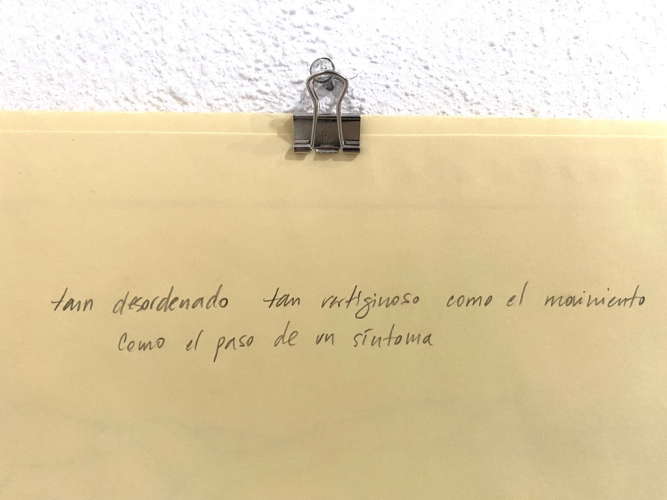 tan desordenado tan vertiginoso como el movimiento
como el paso de un síntoma